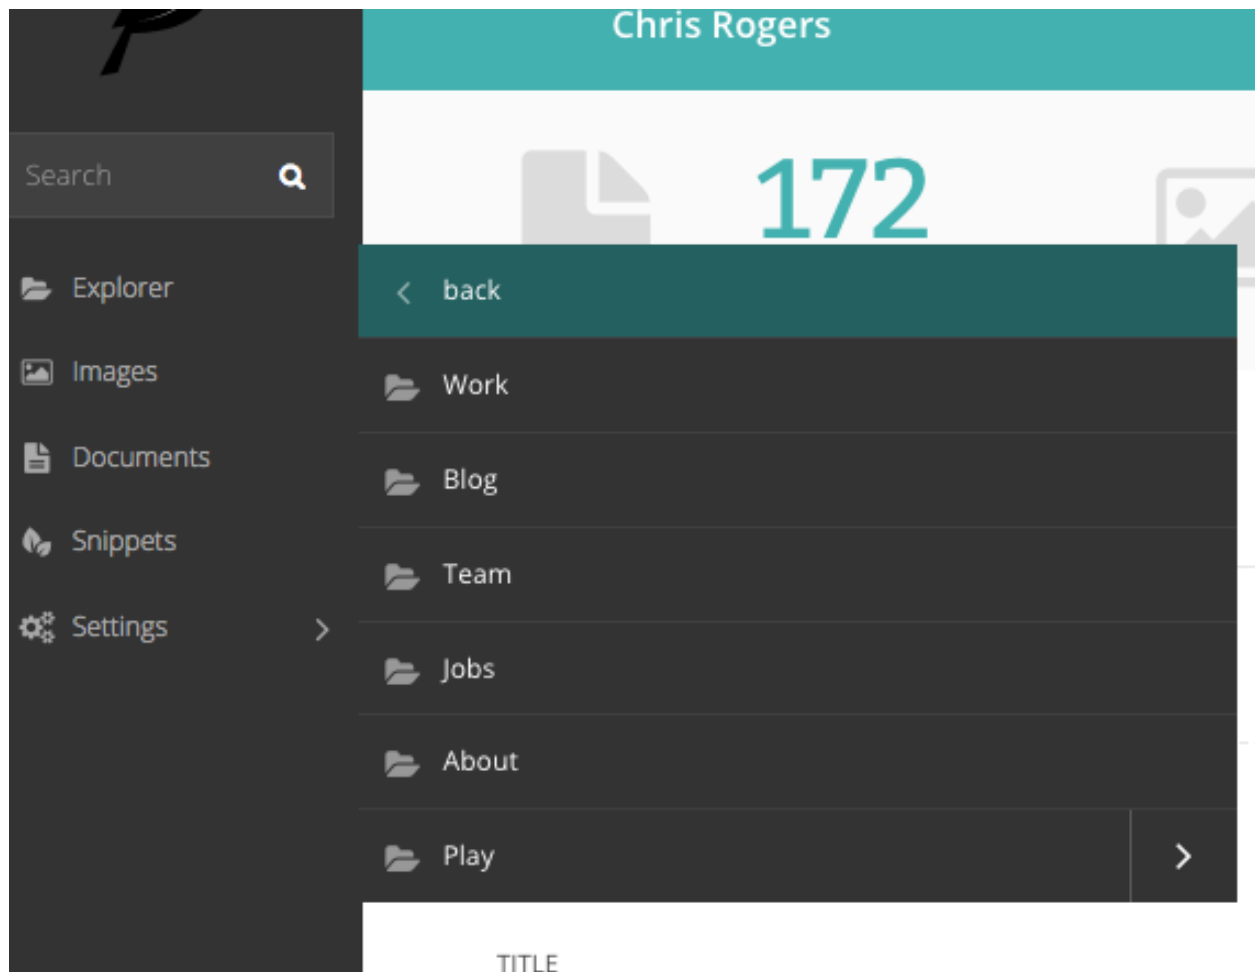 Chris Rogers
Search
Explorer
Images
Documents
Snippets
Settings
172
back
Work
Blog
Team
Jobs
About
Play
TITLE